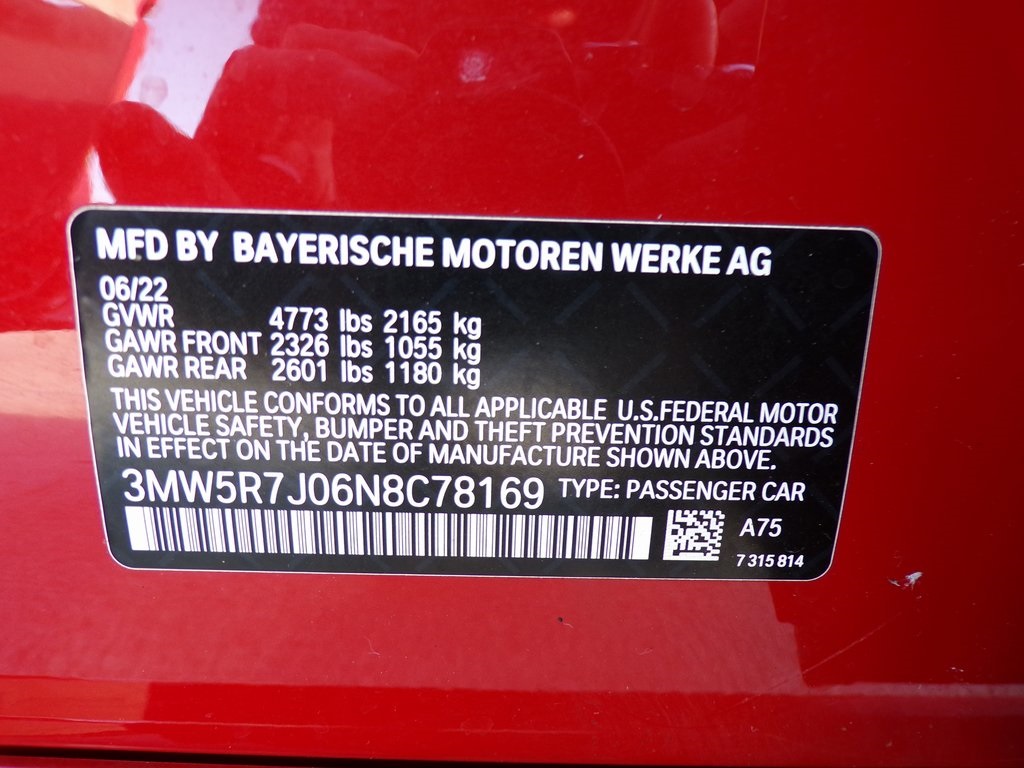 MFD BY BAYERISCHE MOTOREN WERKE AG
06/22
GVWR 4773 lbs 2165 kg
GAWR FRONT 2326 lbs 1055 kg
GAWR REAR 2601 lbs 1180 kg
THIS VEHICLE CONFORMS TO ALL APPLICABLE U.S.FEDERAL MOTOR
VEHICLE SAFETY, BUMPER AND THEFT PREVENTION STANDARDS
IN EFFECT ON THE DATE OF MANUFACTURE SHOWN ABOVE.
3MW5R7J06N8C78169 TYPE: PASSENGER CAR
A75
7 315 814